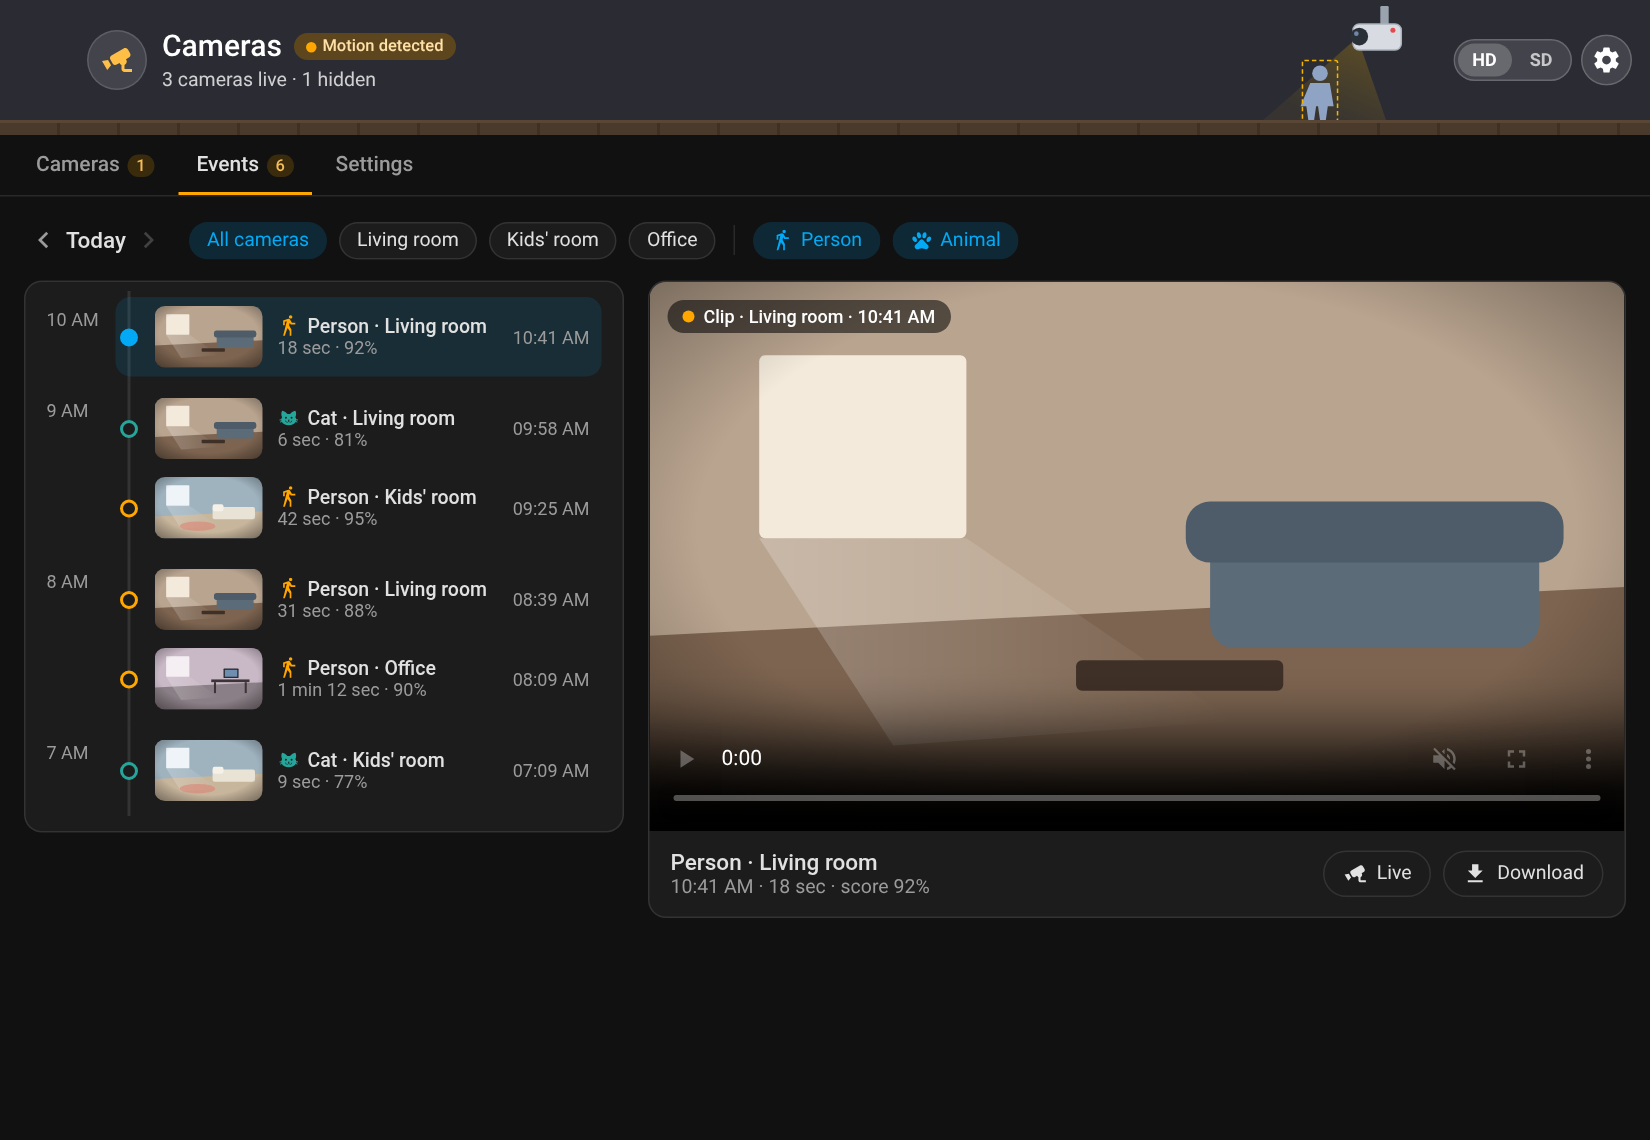 Cameras
Motion detected
3 cameras live · 1 hidden
HD
SD
Cameras 1
Events 6
Settings
Today
All cameras
Living room
Kids' room
Office
Person
Animal
10 AM
Person · Living room
18 sec · 92%
10:41 AM
9 AM
Cat · Living room
6 sec · 81%
09:58 AM
Person · Kids' room
42 sec · 95%
09:25 AM
8 AM
Person · Living room
31 sec · 88%
08:39 AM
Person · Office
1 min 12 sec · 90%
08:09 AM
7 AM
Cat · Kids' room
9 sec · 77%
07:09 AM
Clip · Living room · 10:41 AM
0:00
Person · Living room
10:41 AM · 18 sec · score 92%
Live
Download